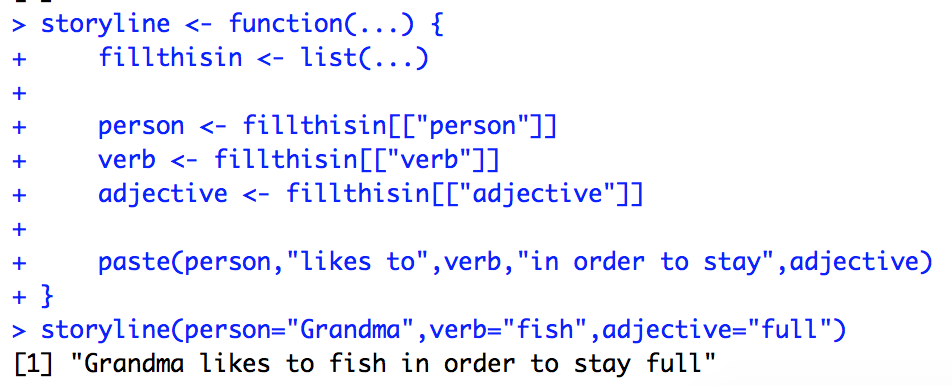 > storyline <- function(...) {
+     fillthisin <- list(...)
+
+     person <- fillthisin[["person"]]
+     verb <- fillthisin[["verb"]]
+     adjective <- fillthisin[["adjective"]]
+
+     paste(person,"likes to",verb,"in order to stay",adjective)
+ }
> storyline(person="Grandma",verb="fish",adjective="full")
[1] "Grandma likes to fish in order to stay full"